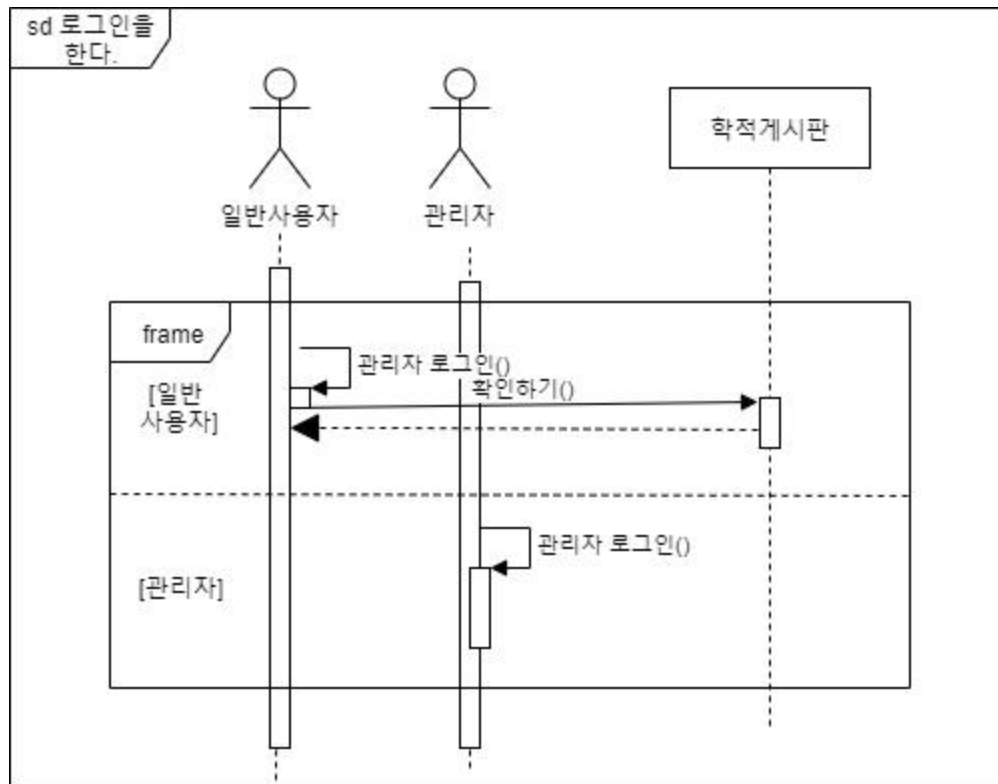 sd 로그인을
한다.
일반사용자
관리자
학적게시판
frame
[일반
사용자]
관리자 로그인()
확인하기()
[관리자]
관리자 로그인()